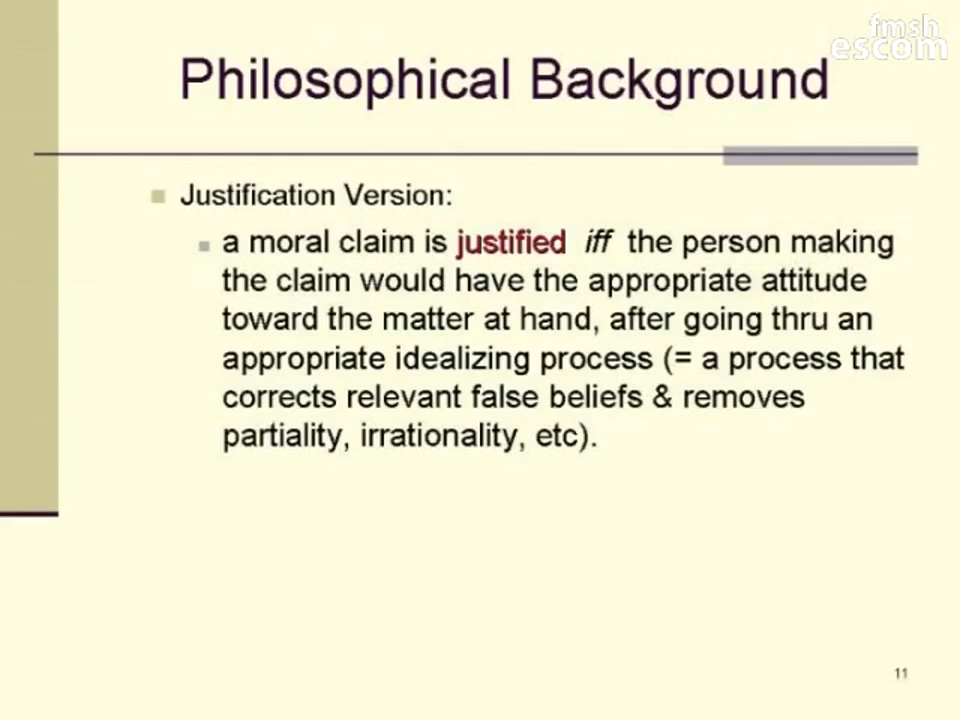 fmsh
escom
Philosophical Background
Justification Version:
a moral claim is justified iff the person making
the claim would have the appropriate attitude
toward the matter at hand, after going thru an
appropriate idealizing process (= a process that
corrects relevant false beliefs & removes
partiality, irrationality, etc).
11